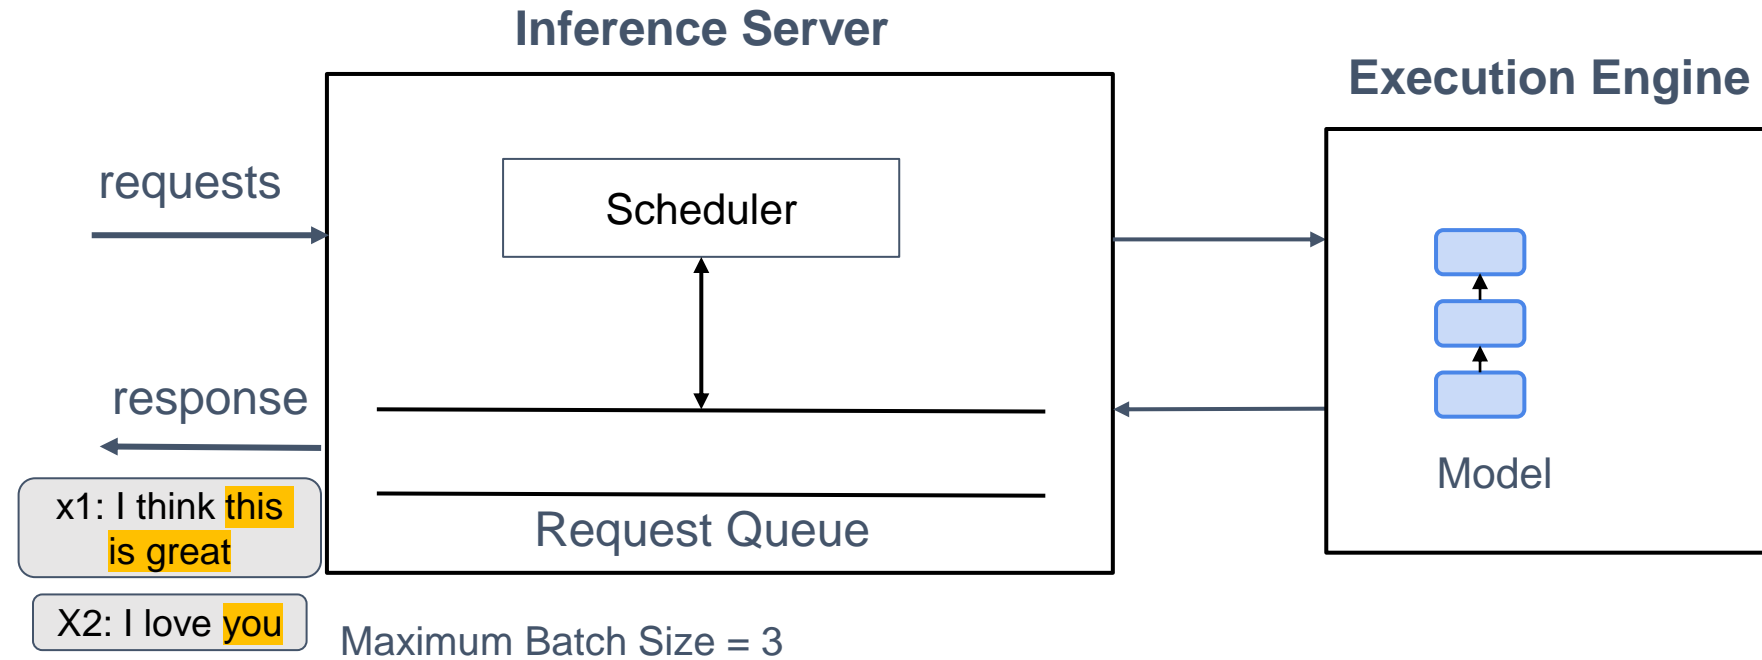 Inference Server
Execution Engine
requests
Scheduler
response
Model
x1: I think this
is great
Request Queue
X2: I love you
Maximum Batch Size = 3